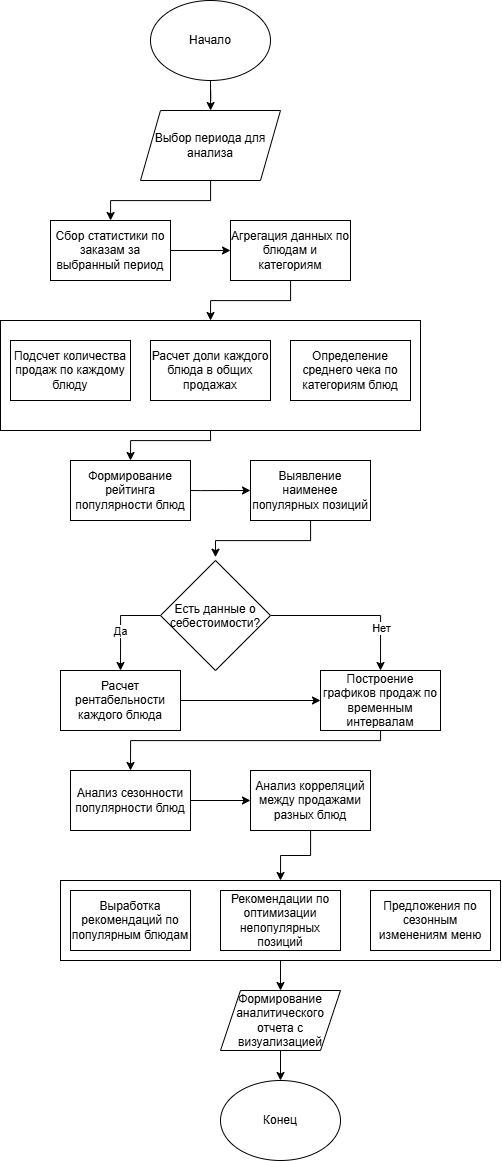 Начало
Выбор периода для
анализа
Сбор статистики по
заказам за
выбранный период
Агрегация данных по
блюдам и
категориям
Подсчет количества
продаж по каждому
блюду
Расчет доли каждого
блюда в общих
продажах
Определение
среднего чека по
категориям блюд
Формирование
рейтинга
популярности блюд
Выявление
наименее
популярных позиций
Есть данные о
себестоимости?
Да
Нет
Расчет
рентабельности
каждого блюда
Построение
графиков продаж по
временным
интервалам
Анализ сезонности
популярности блюд
Анализ корреляций
между продажами
разных блюд
Выработка
рекомендаций по
популярным блюдам
Рекомендации по
оптимизации
непопулярных
позиций
Предложения по
сезонным
изменениям меню
Формирование
аналитического
отчета с
визуализацией
Конец